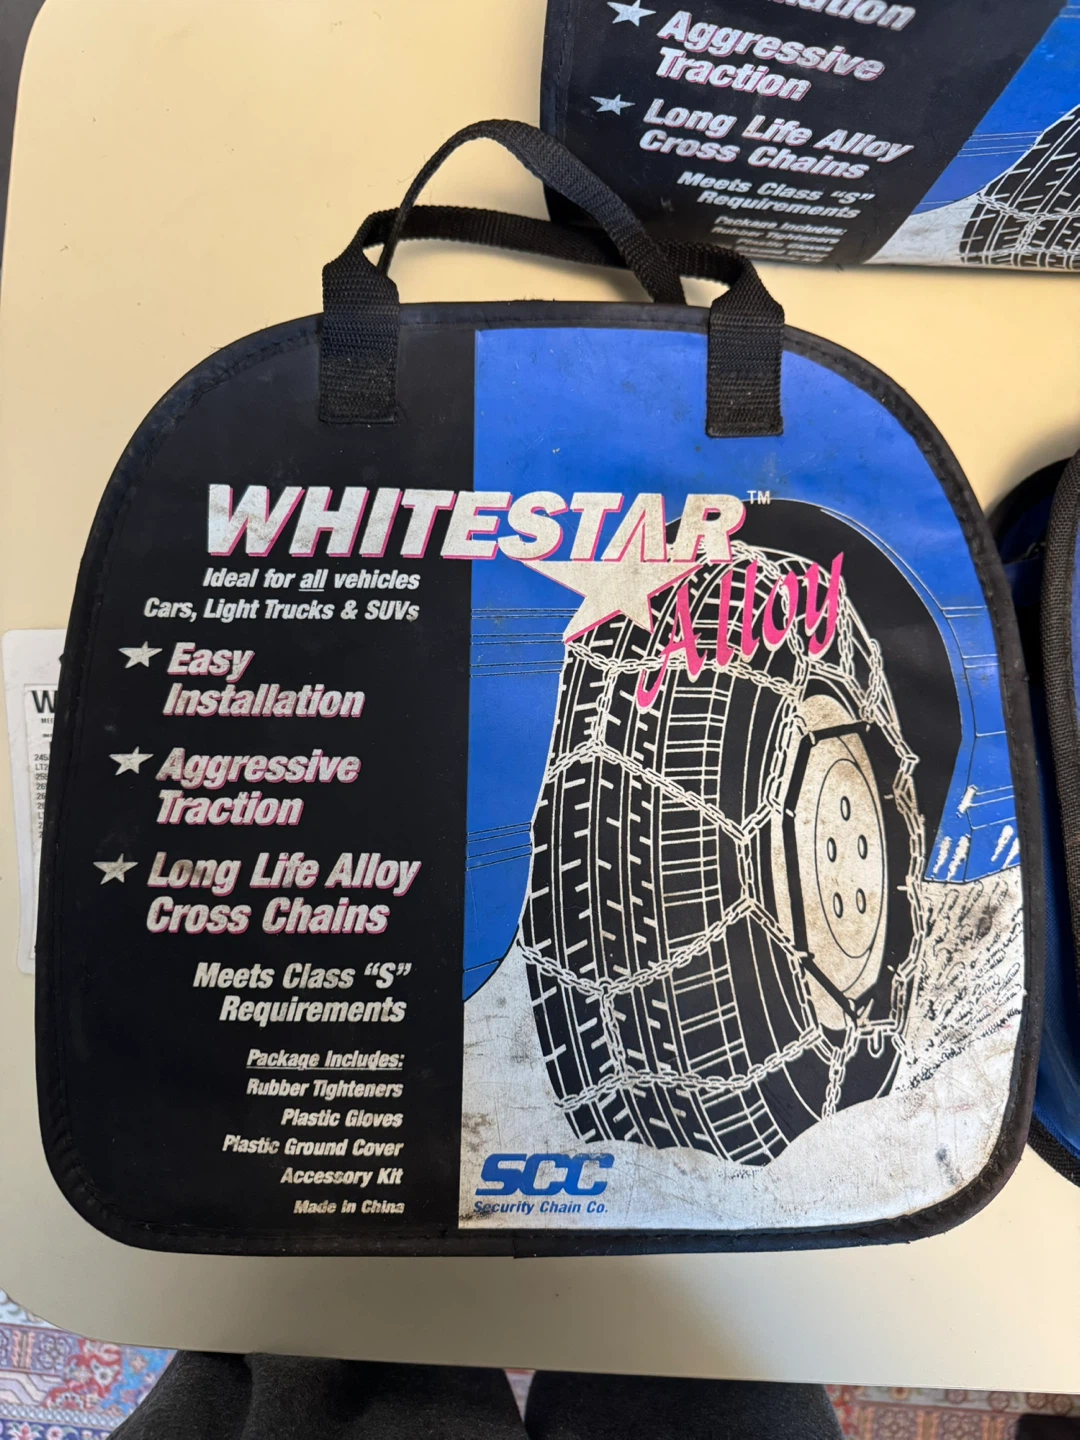 Aggressive
Traction
Long Life Alloy
Cross Chains
Meets Class "S"
Requirements
Package Includes:
WHITESTAR™
Alloy
Ideal for all vehicles
Cars, Light Trucks & SUVs
Easy
Installation
Aggressive
Traction
Long Life Alloy
Cross Chains
Meets Class “S”
Requirements
Package Includes:
Rubber Tighteners
Plastic Gloves
Plastic Ground Cover
Accessory Kit
Made in China
SCC
Security Chain Co.
W